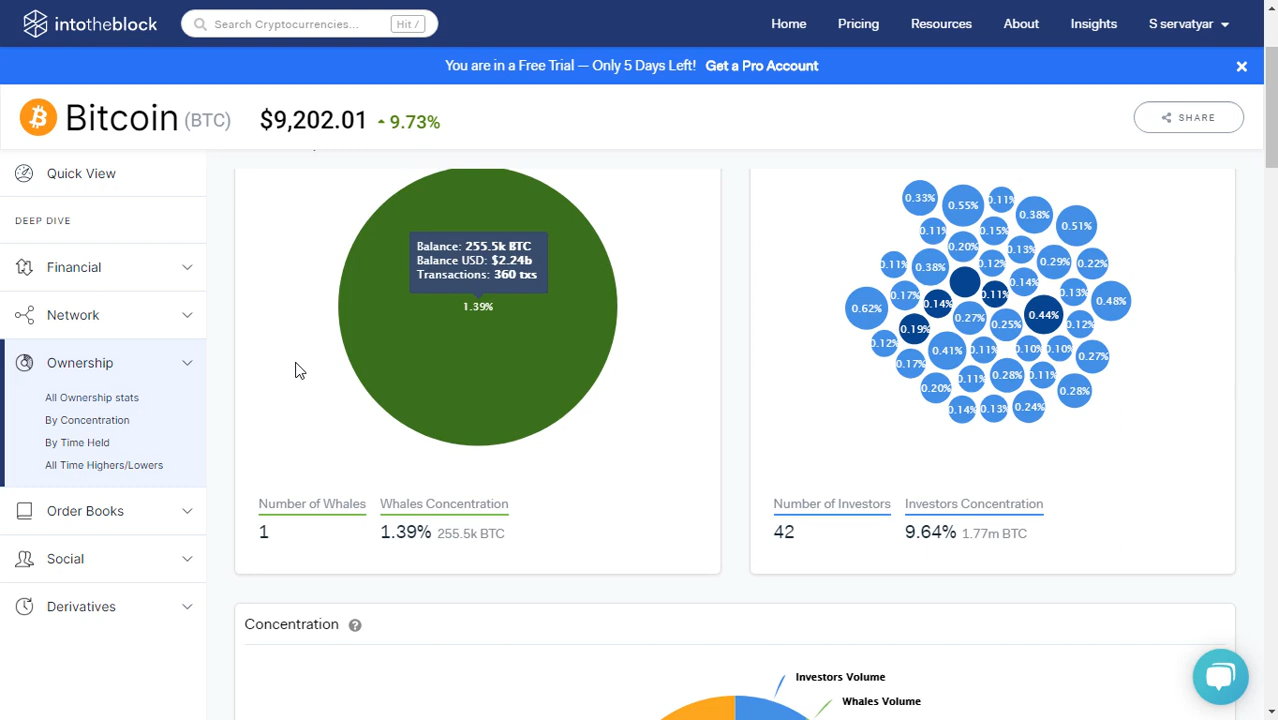 intotheblock
Search Cryptocurrencies...
Hit /
Home
Pricing
Resources
About
Insights
S servatyar
You are in a Free Trial — Only 5 Days Left! Get a Pro Account
Bitcoin (BTC)
$9,202.01
9.73%
SHARE
Quick View
DEEP DIVE
Financial
Network
Ownership
All Ownership stats
By Concentration
By Time Held
All Time Highers/Lowers
Order Books
Social
Derivatives
Balance: 255.5k BTC
Balance USD: $2.24b
Transactions: 360 txs
1.39%
Number of Whales
1
Whales Concentration
1.39% 255.5k BTC
0.33%
0.55%
0.11%
0.38%
0.51%
0.11%
0.15%
0.20%
0.13%
0.29%
0.22%
0.11%
0.38%
0.12%
0.14%
0.13%
0.48%
0.17%
0.14%
0.11%
0.62%
0.19%
0.27%
0.25%
0.44%
0.12%
0.12%
0.17%
0.41%
0.11%
0.10%
0.10%
0.27%
0.20%
0.11%
0.28%
0.11%
0.28%
0.14%
0.13%
0.24%
Number of Investors
42
Investors Concentration
9.64% 1.77m BTC
Concentration
?
Investors Volume
Whales Volume